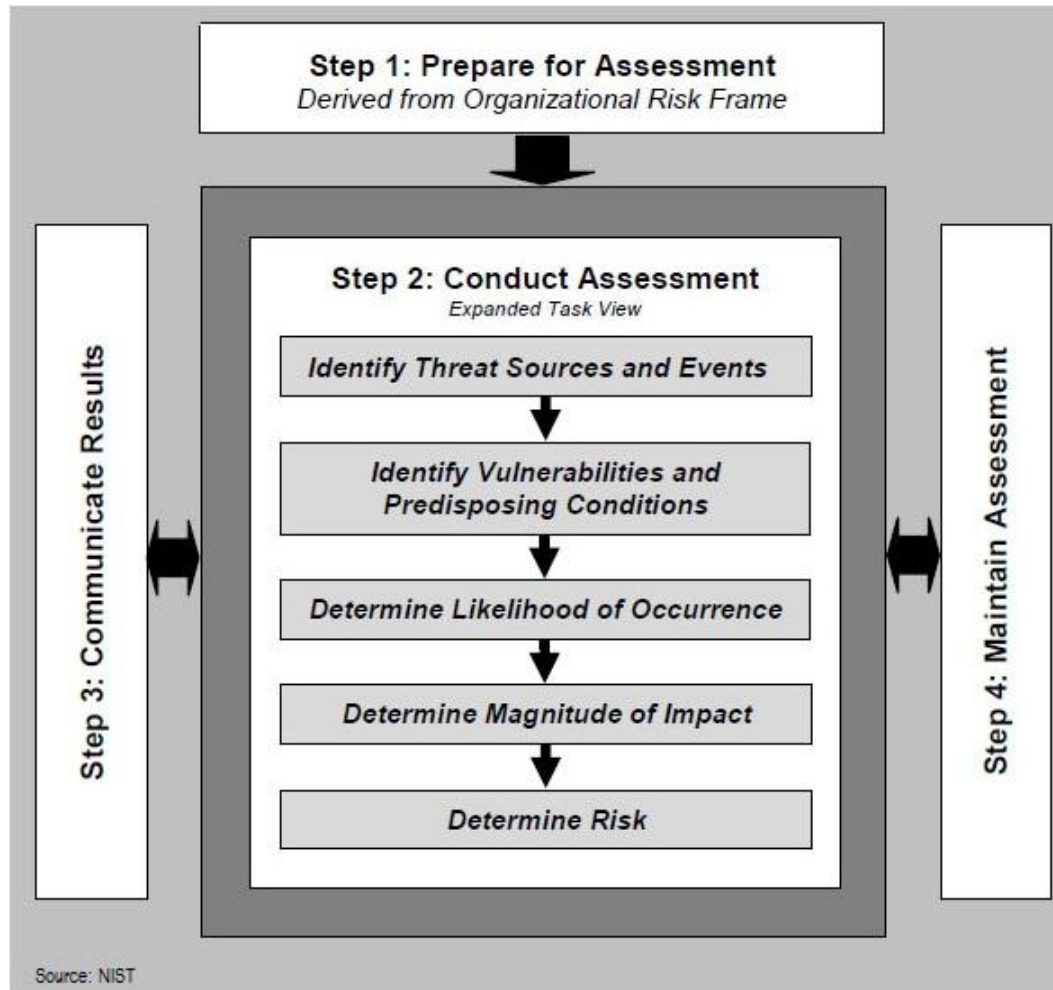 Step 1: Prepare for Assessment
Derived from Organizational Risk Frame
Step 2: Conduct Assessment
Expanded Task View
Identify Threat Sources and Events
Identify Vulnerabilities and
Predisposing Conditions
Determine Likelihood of Occurrence
Determine Magnitude of Impact
Determine Risk
Step 3: Communicate Results
Step 4: Maintain Assessment
Source: NIST